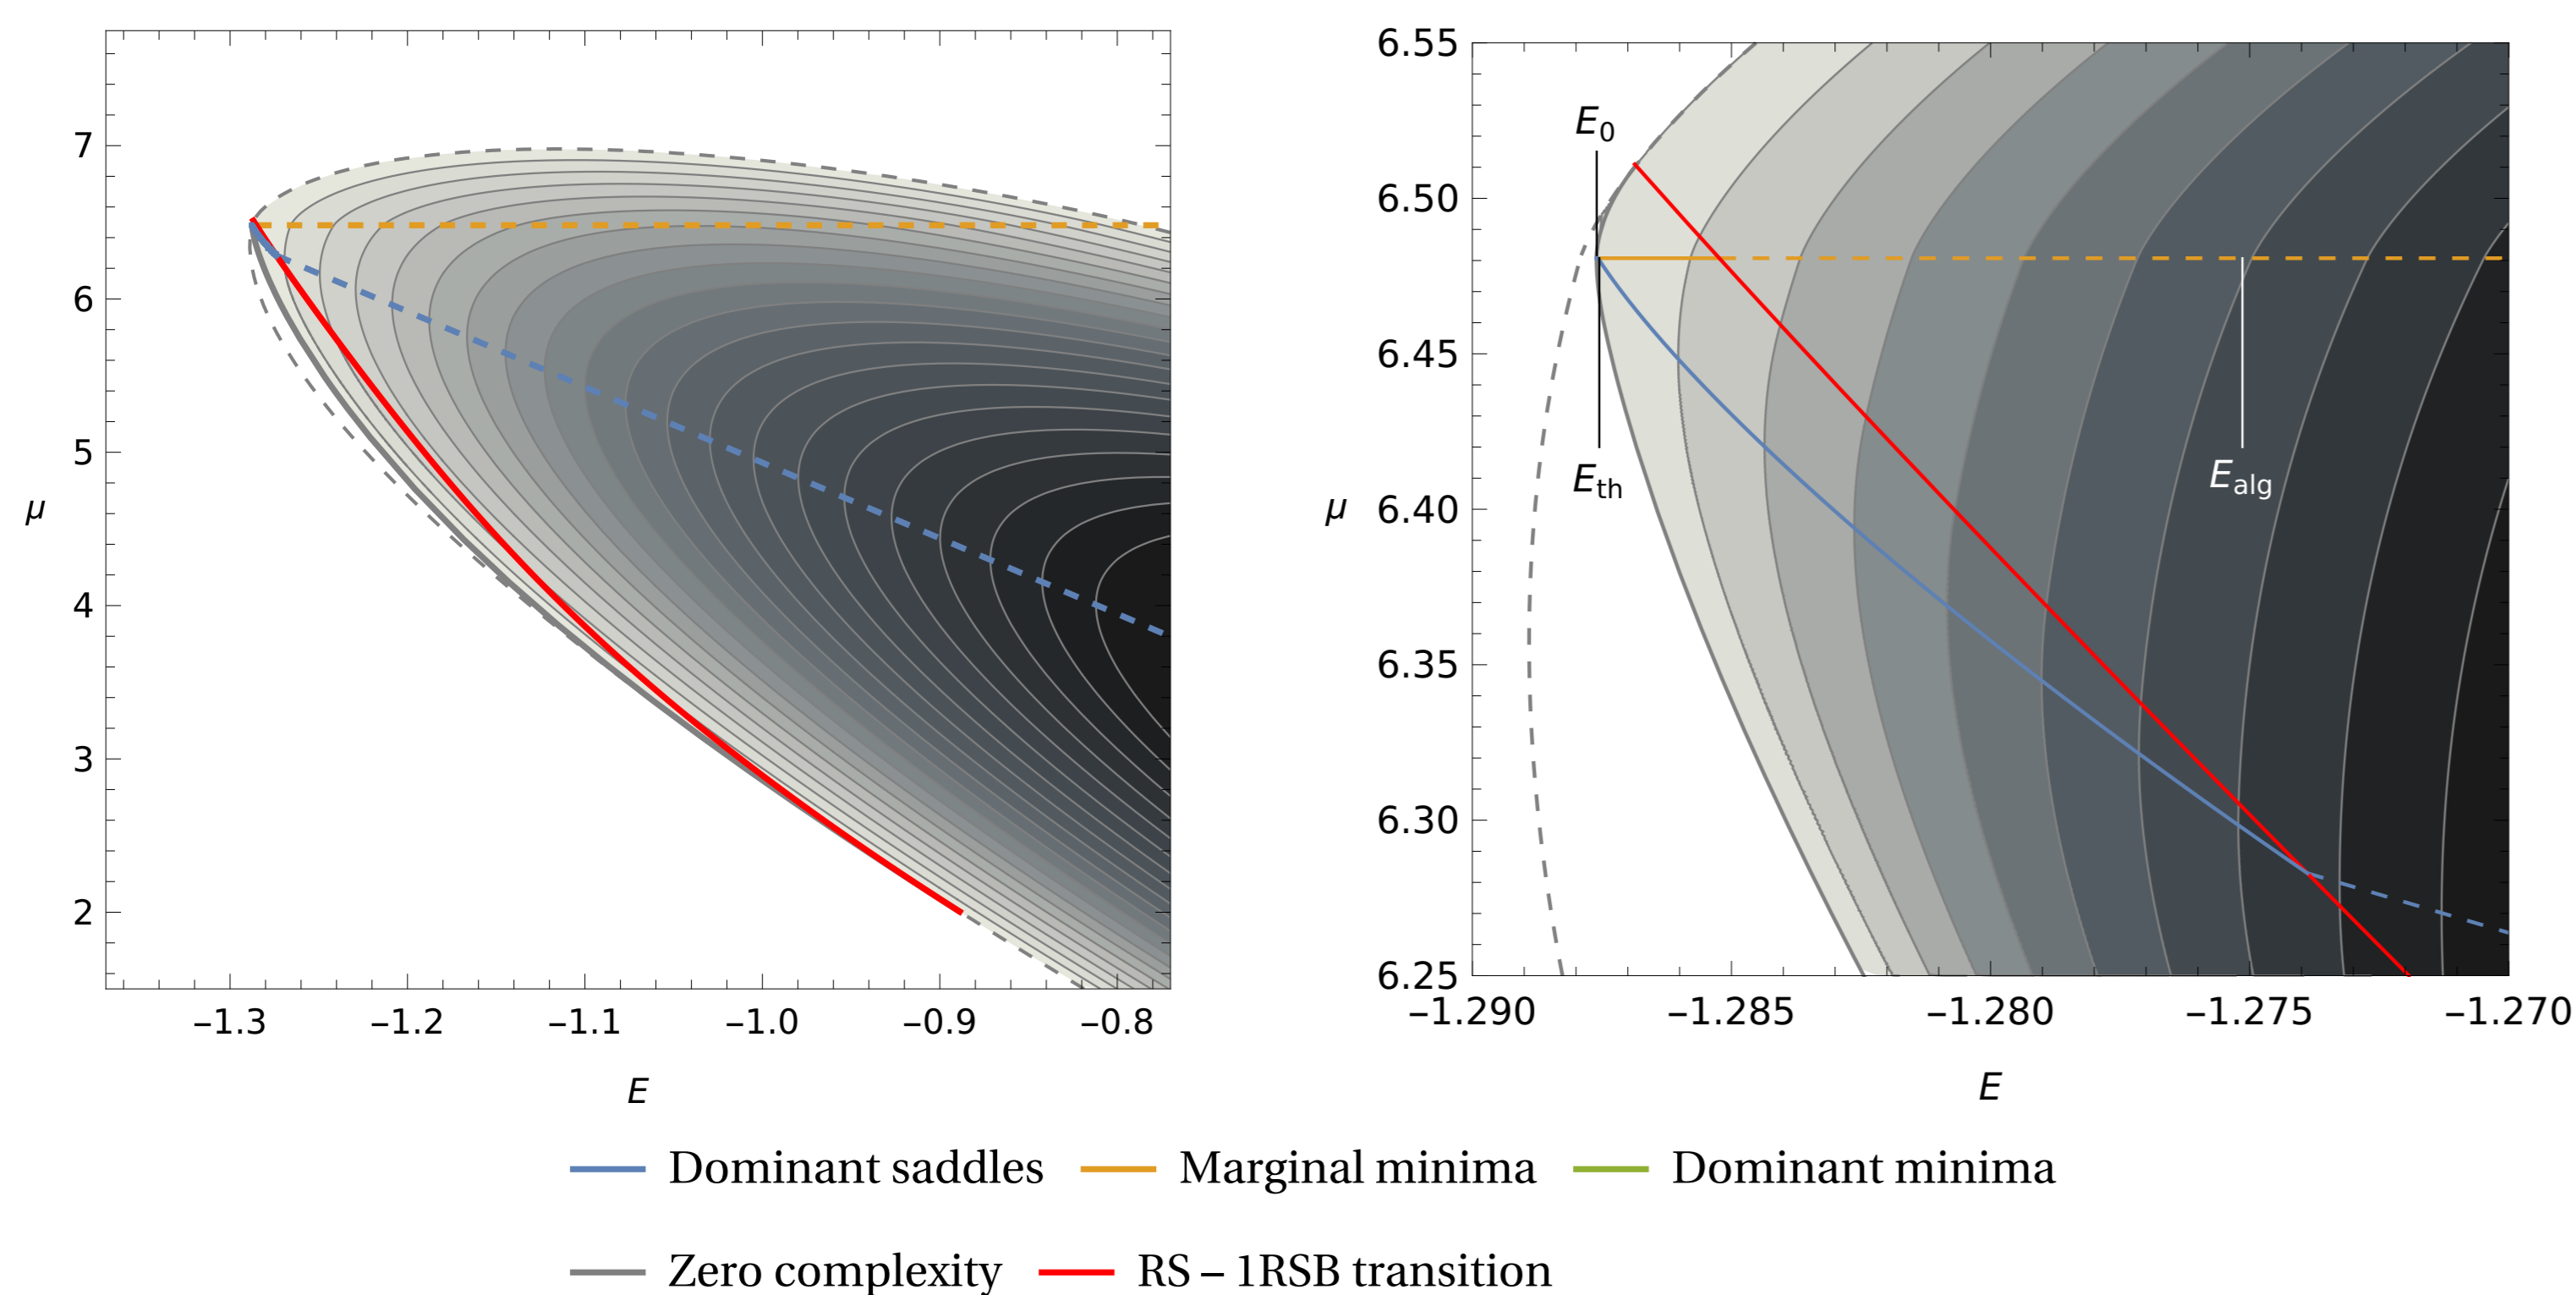 7
6
5
4
3
2
μ
−1.3 −1.2 −1.1 −1.0 −0.9 −0.8
E
6.55
6.50
6.45
6.40
6.35
6.30
6.25
μ
E0
Eth
Ealg
−1.290 −1.285 −1.280 −1.275 −1.270
E
Dominant saddles Marginal minima Dominant minima
Zero complexity RS – 1RSB transition